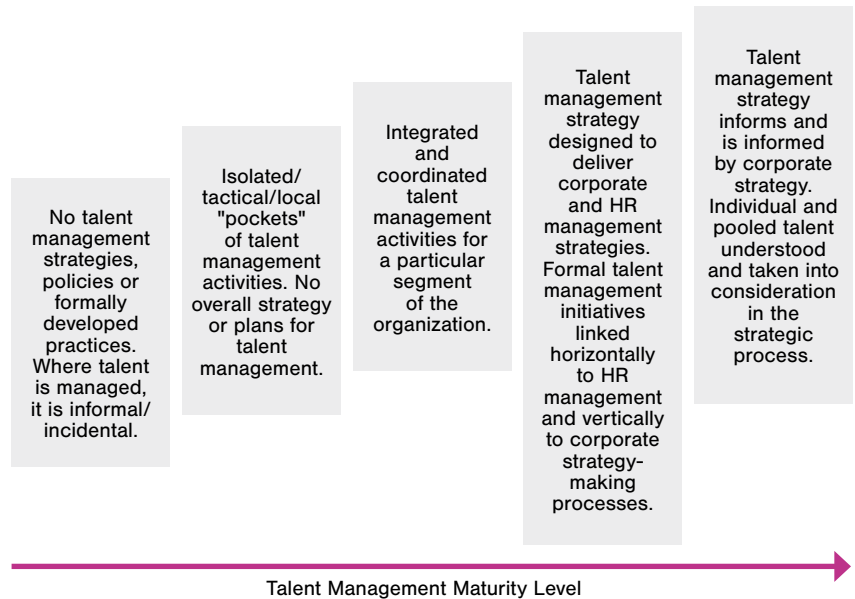 No talent
management
strategies,
policies or
formally
developed
practices.
Where talent
is managed,
it is informal/
incidental.
Isolated/
tactical/local
"pockets"
of talent
management
activities. No
overall strategy
or plans for
talent
management.
Integrated
and
coordinated
talent
management
activities for
a particular
segment
of the
organization.
Talent
management
strategy
designed to
deliver
corporate
and HR
management
strategies.
Formal talent
management
initiatives
linked
horizontally
to HR
management
and vertically
to corporate
strategy-
making
processes.
Talent
management
strategy
informs and
is informed
by corporate
strategy.
Individual and
pooled talent
understood
and taken into
consideration
in the
strategic
process.
Talent Management Maturity Level